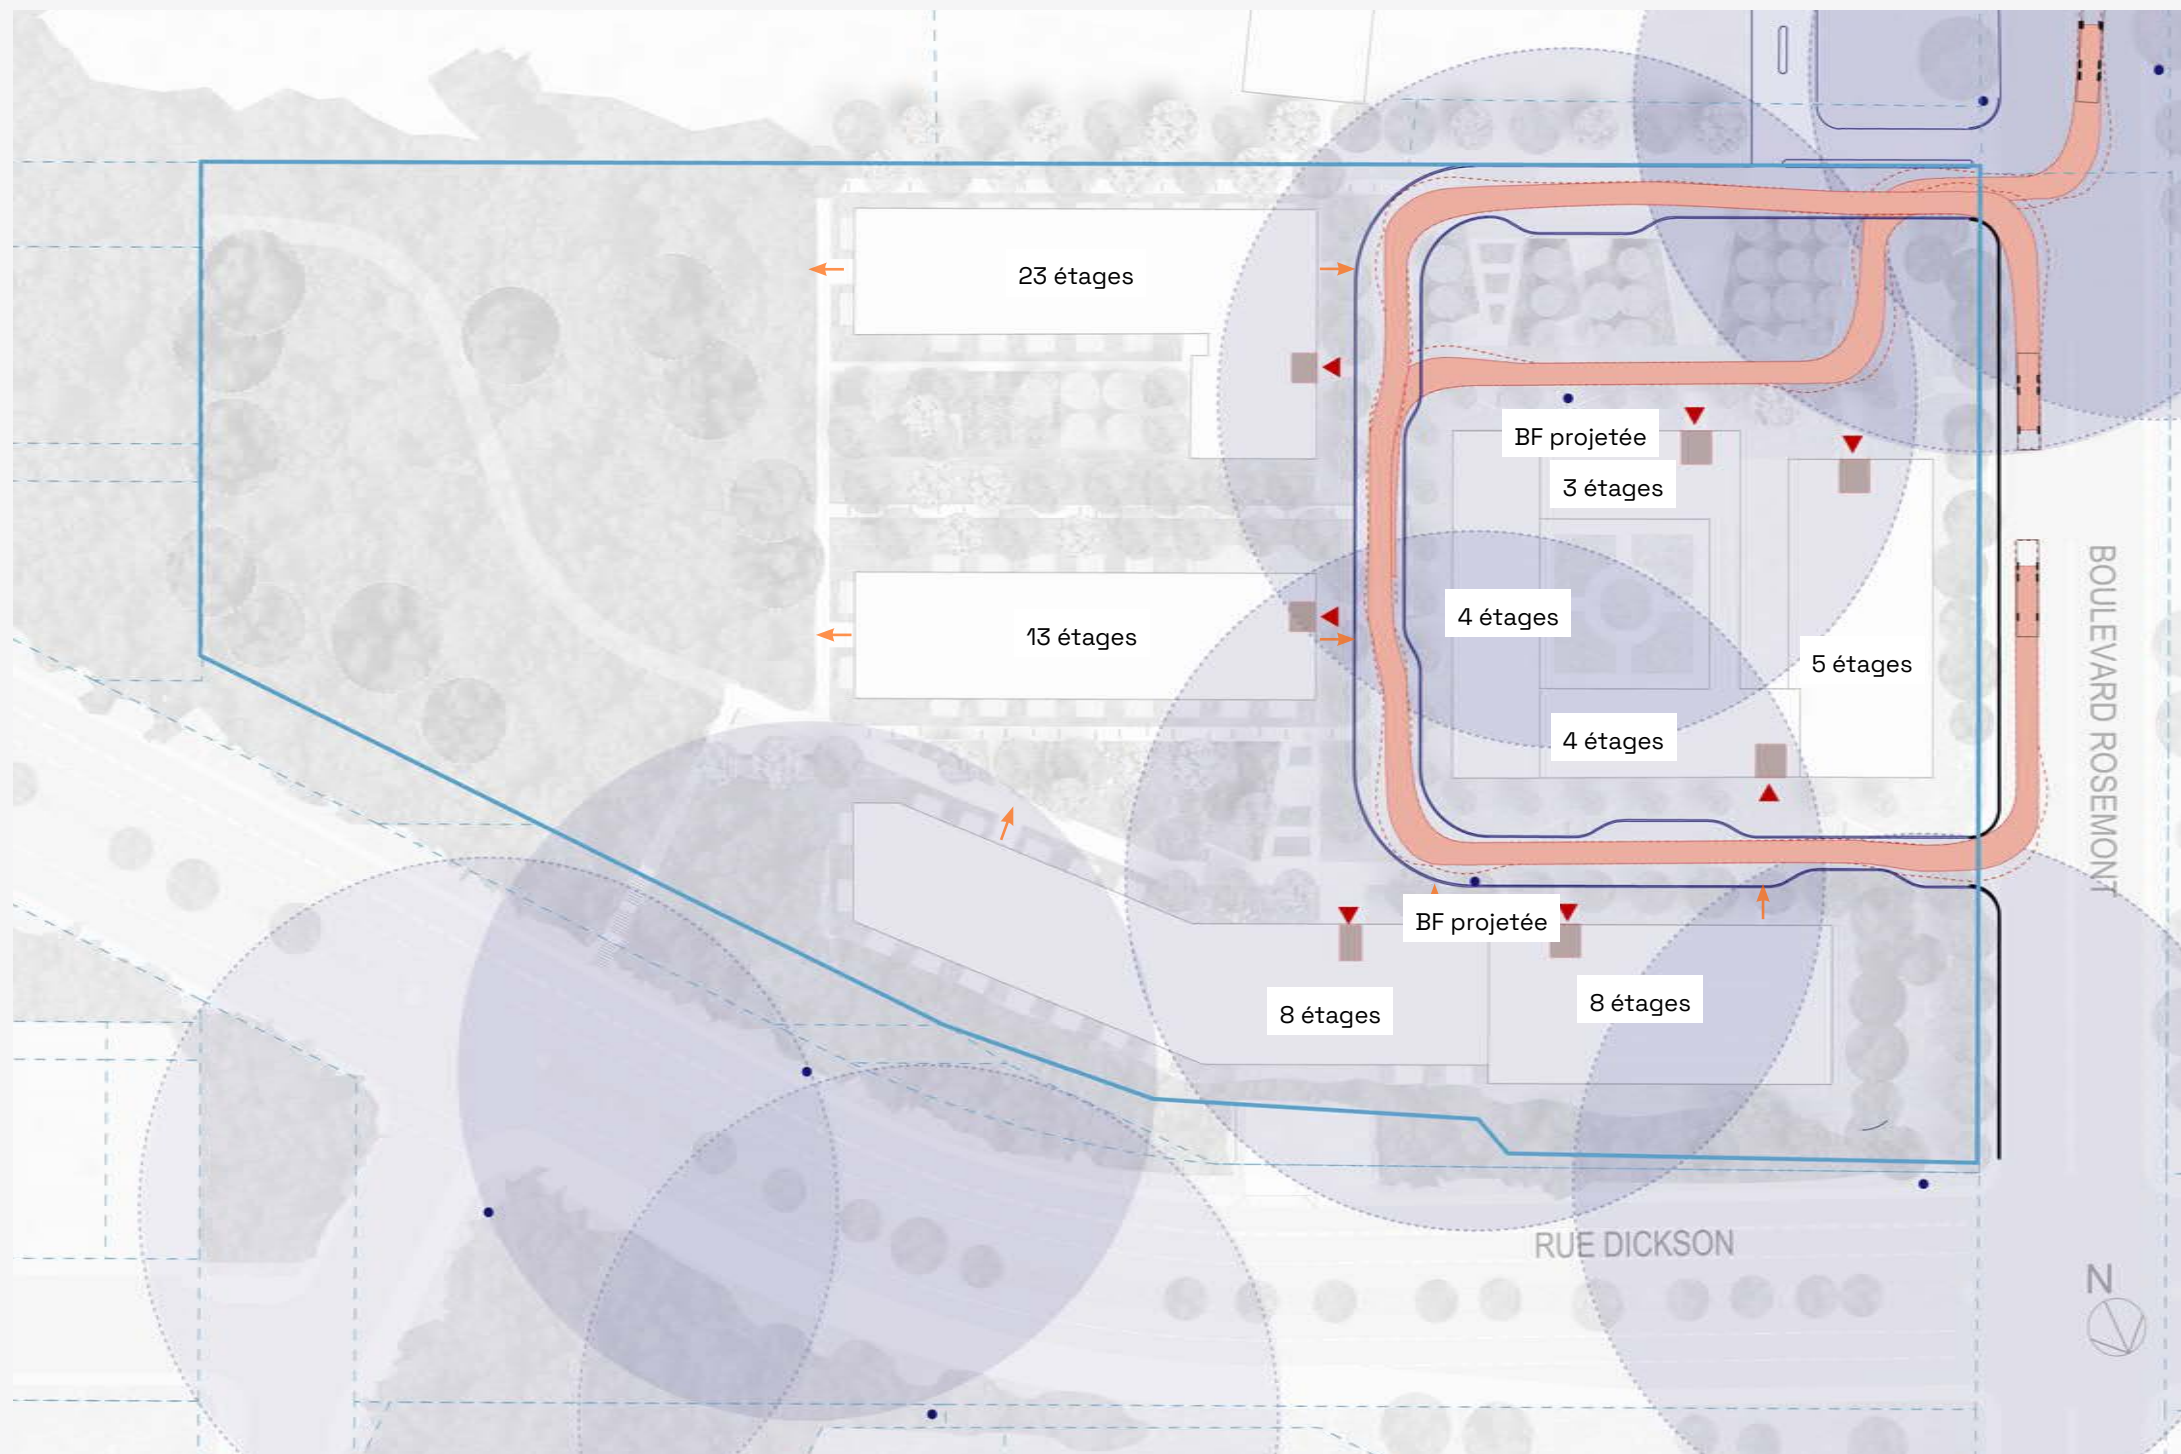 23 étages
BF projetée
3 étages
13 étages
4 étages
5 étages
4 étages
BOULEVARD ROSEMONT
BF projetée
8 étages
8 étages
RUE DICKSON
N